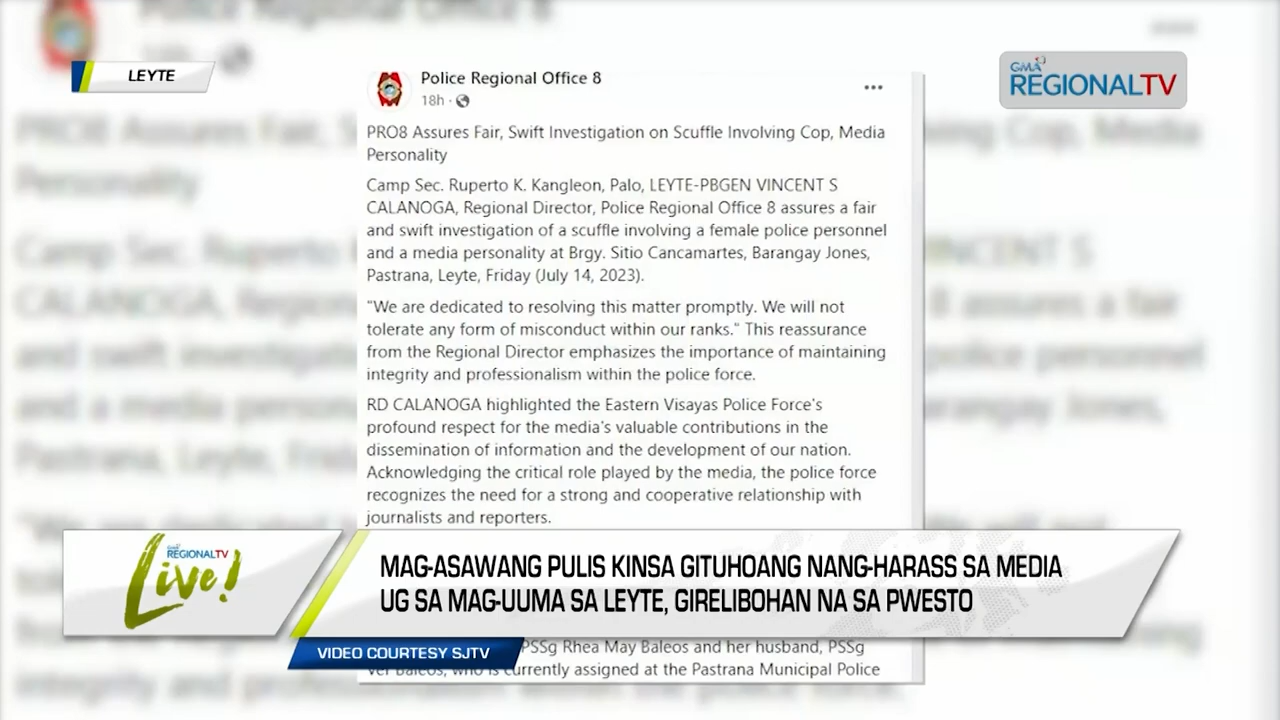 LEYTE
GMA
REGIONALTV
Police Regional Office 8
18h
PRO8 Assures Fair, Swift Investigation on Scuffle Involving Cop, Media
Personality
Camp Sec. Ruperto K. Kangleon, Palo, LEYTE-PBGEN VINCENT S
CALANOGA, Regional Director, Police Regional Office 8 assures a fair
and swift investigation of a scuffle involving a female police personnel
and a media personality at Brgy. Sitio Cancamartes, Barangay Jones,
Pastrana, Leyte, Friday (July 14, 2023).
"We are dedicated to resolving this matter promptly. We will not
tolerate any form of misconduct within our ranks." This reassurance
from the Regional Director emphasizes the importance of maintaining
integrity and professionalism within the police force.
RD CALANOGA highlighted the Eastern Visayas Police Force's
profound respect for the media's valuable contributions in the
dissemination of information and the development of our nation.
Acknowledging the critical role played by the media, the police force
recognizes the need for a strong and cooperative relationship with
journalists and reporters.
GMA
REGIONALTV
Live!
MAG-ASAWANG PULIS KINSA GITUHOANG NANG-HARASS SA MEDIA
UG SA MAG-UUMA SA LEYTE, GIRELIBOHAN NA SA PWESTO
VIDEO COURTESY SJTV
PSSg Rhea May Baleos and her husband, PSSg
Ver Baleos, who is currently assigned at the Pastrana Municipal Police